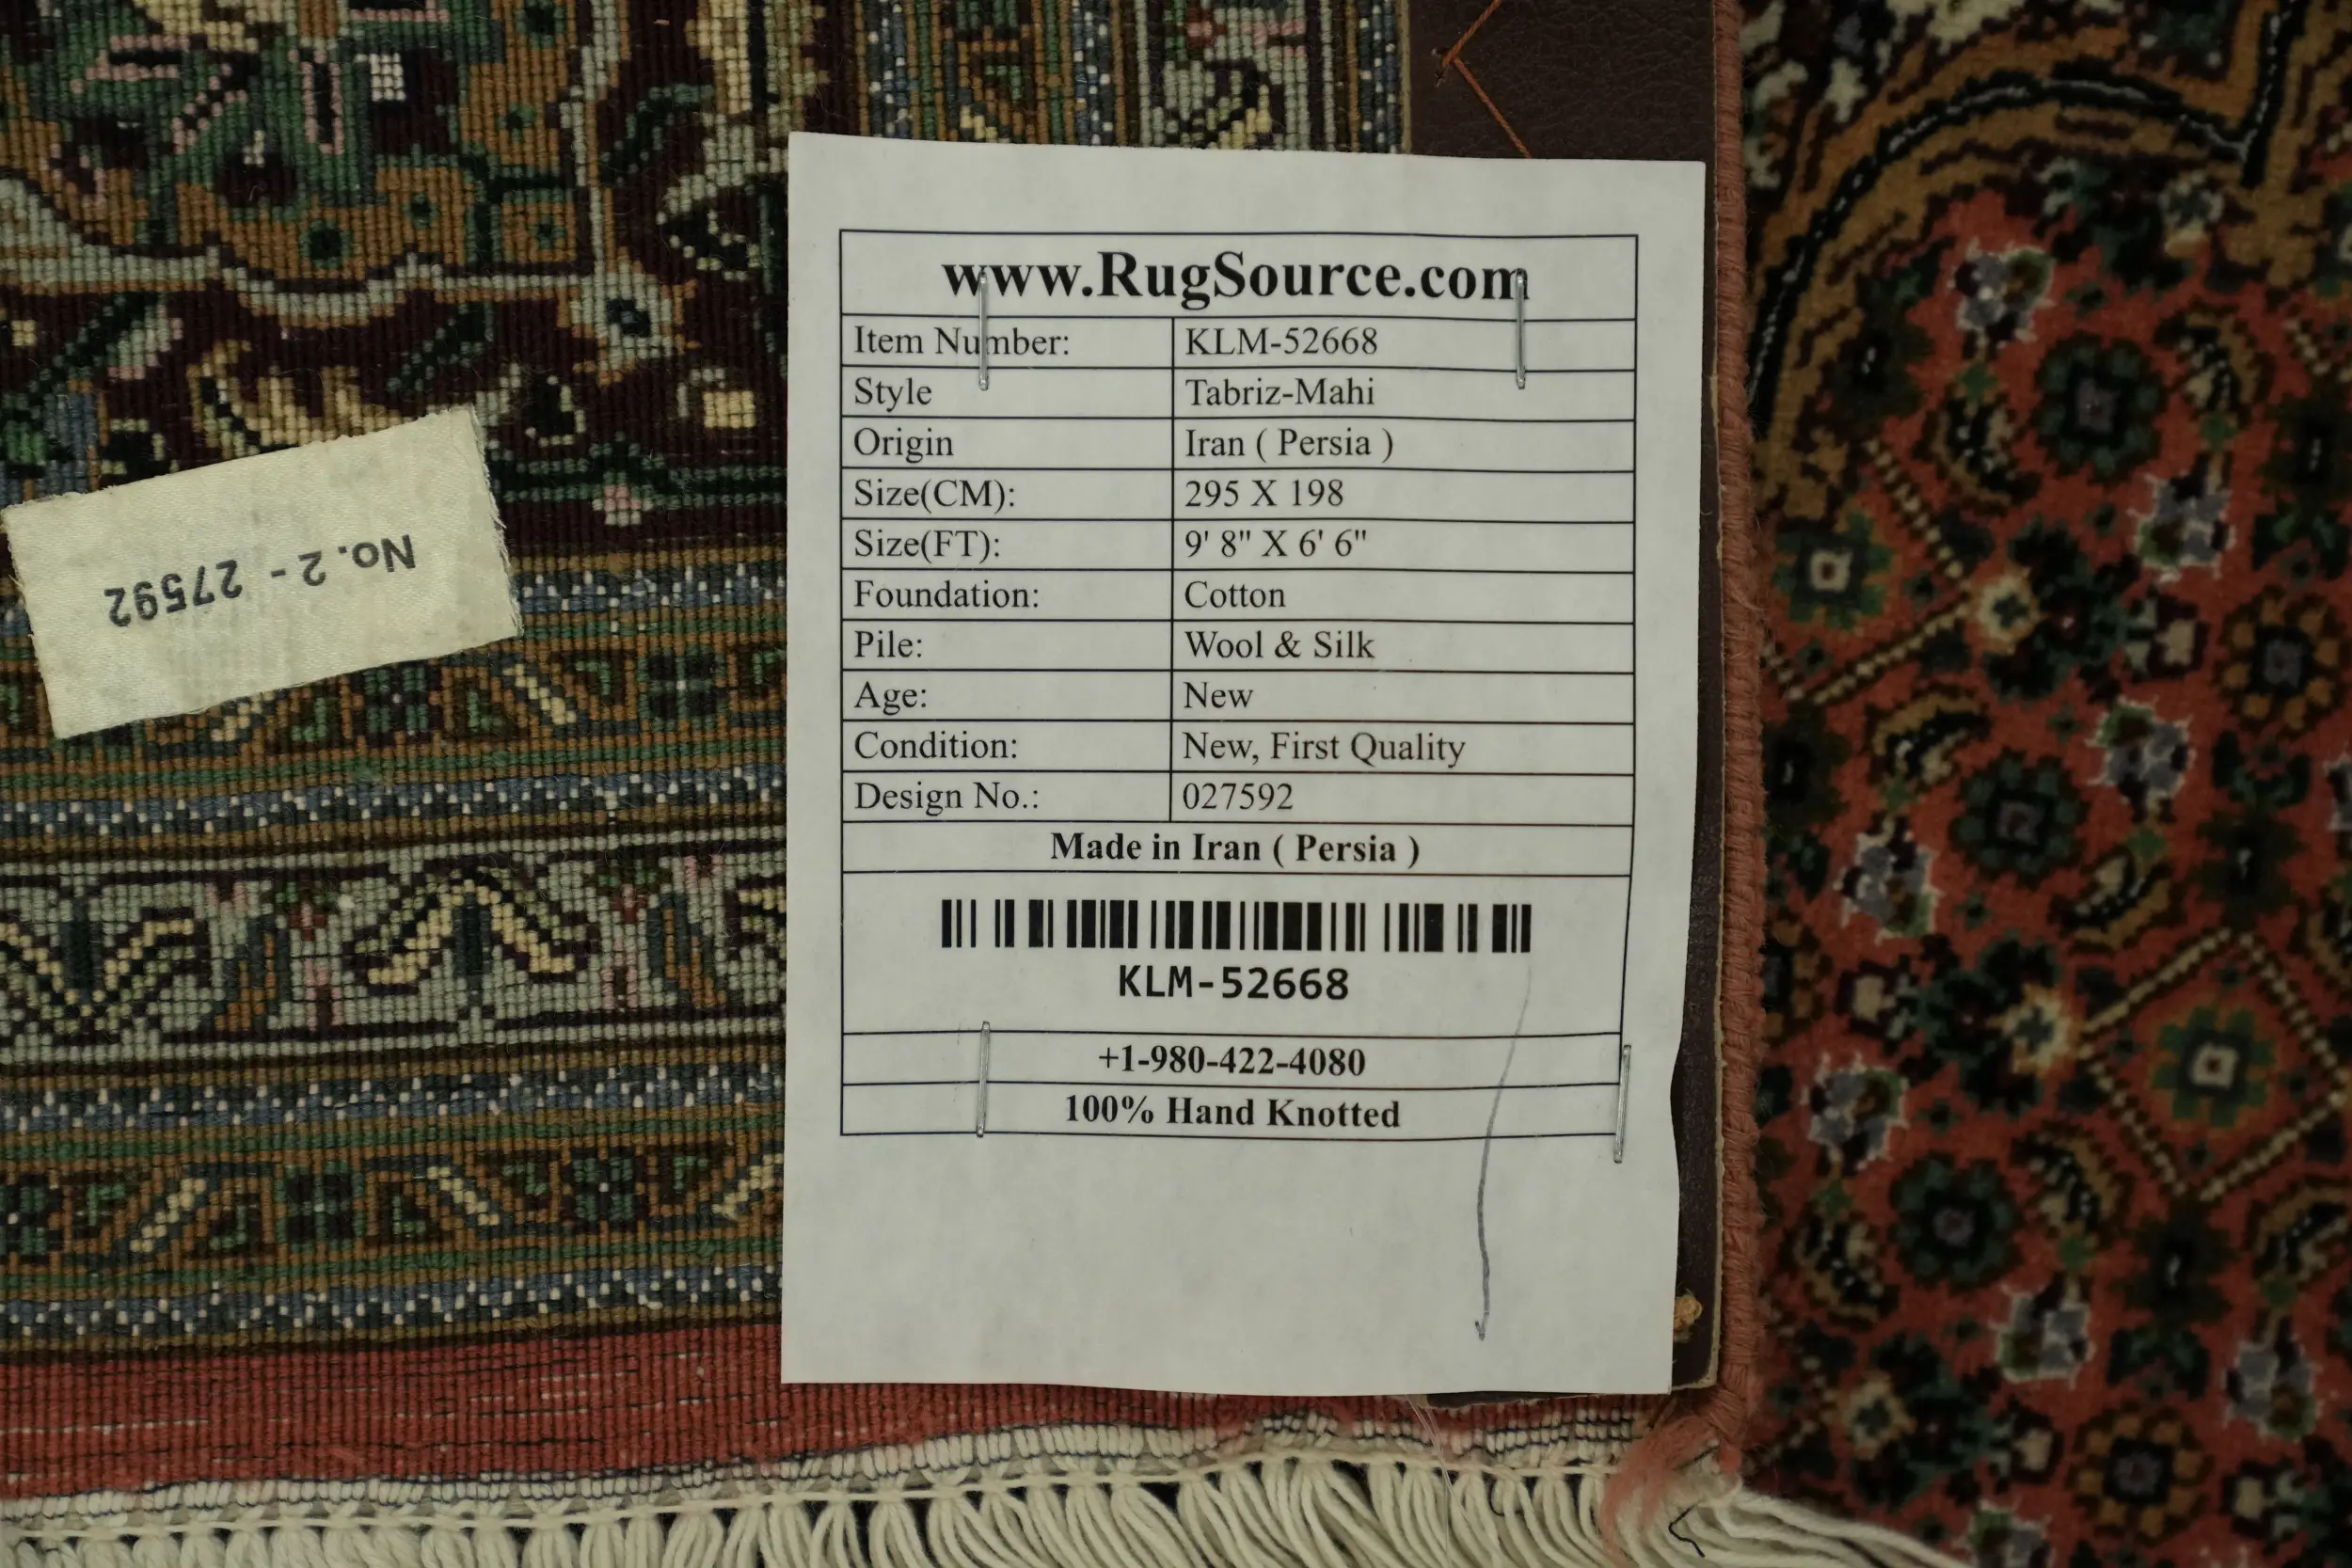 www.RugSource.com
Item Number: KLM-52668
Style Tabriz-Mahi
Origin Iran ( Persia )
Size(CM): 295 X 198
Size(FT): 9' 8" X 6' 6"
Foundation: Cotton
Pile: Wool & Silk
Age: New
Condition: New, First Quality
Design No.: 027592
Made in Iran ( Persia )
KLM-52668
+1-980-422-4080
100% Hand Knotted
No. 2 - 27592